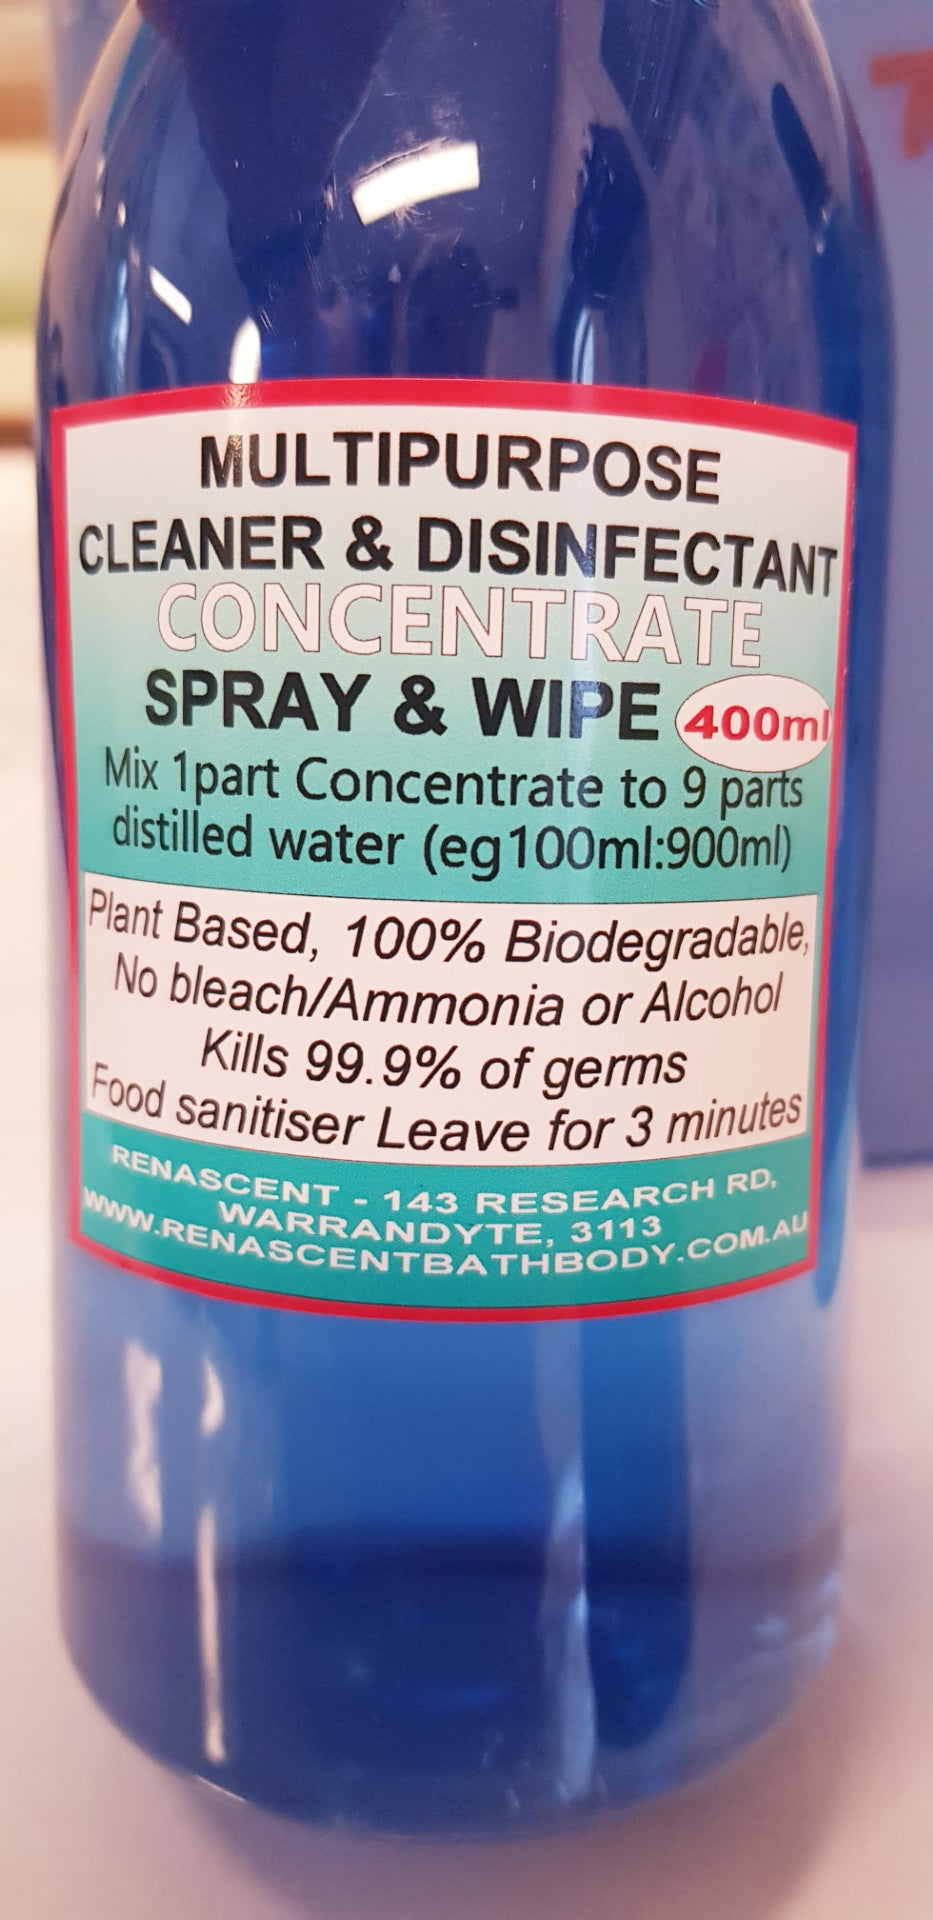 MULTIPURPOSE
CLEANER & DISINFECTANT
CONCENTRATE
SPRAY & WIPE 400ml
Mix 1part Concentrate to 9 parts
distilled water (eg100ml:900ml)
Plant Based, 100% Biodegradable,
No bleach/Ammonia or Alcohol
Kills 99.9% of germs
Food sanitiser Leave for 3 minutes
RENASCENT - 143 RESEARCH RD,
WARRANDYTE, 3113
WWW.RENASCENTBATHBODY.COM.AU